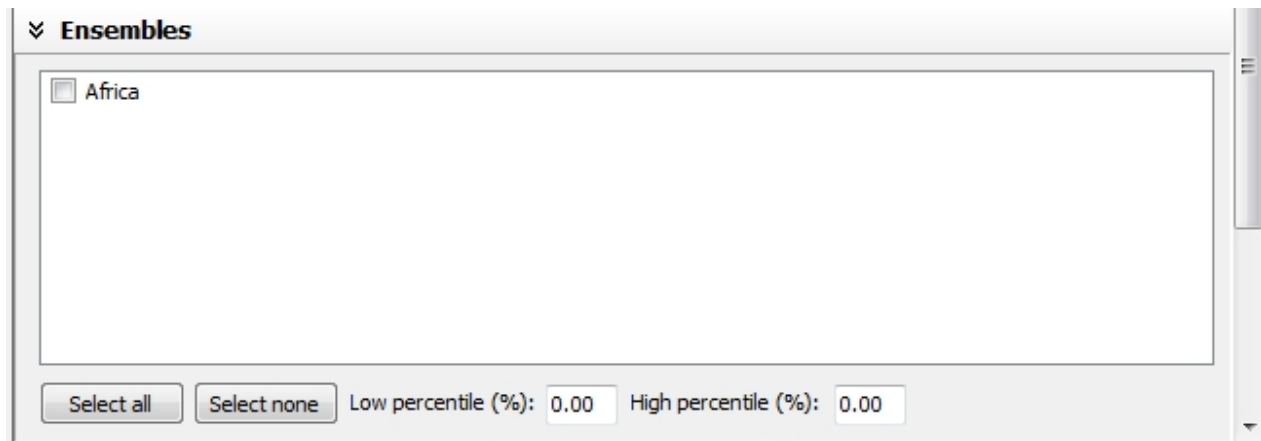 Ensembles
Africa
Select all Select none Low percentile (%): 0.00 High percentile (%): 0.00